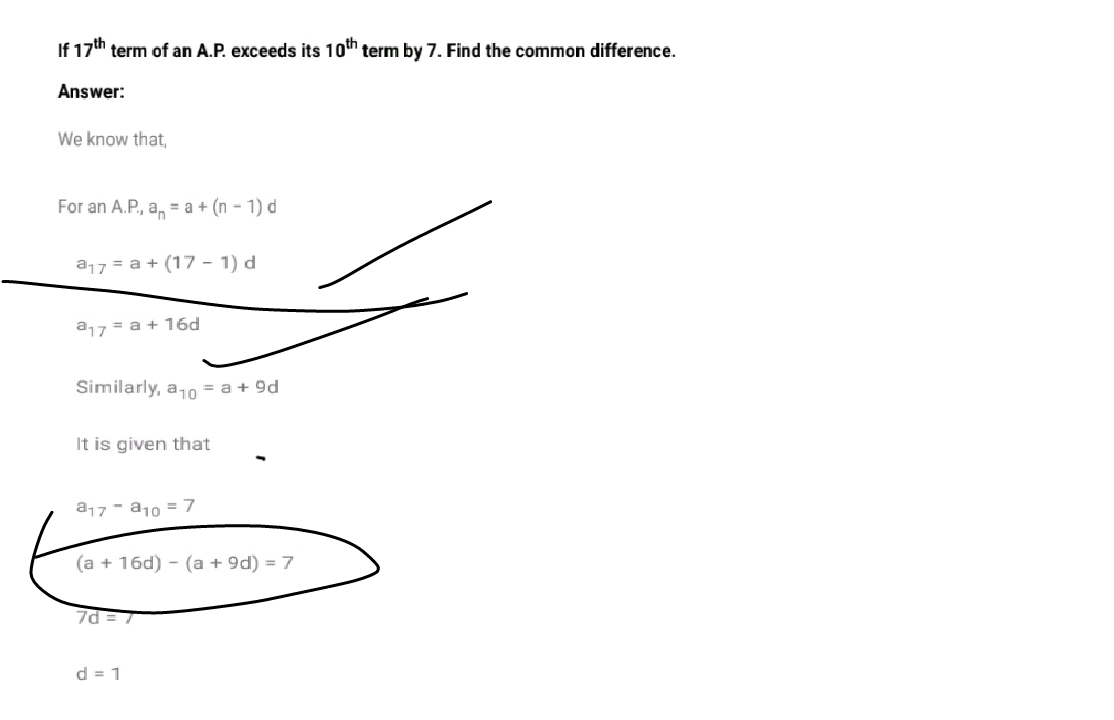 If 17th term of an A.P. exceeds its 10th term by 7. Find the common difference.
Answer:
We know that,
For an A.P., aₙ = a + (n − 1) d
a₁₇ = a + (17 − 1) d
a₁₇ = a + 16d
Similarly, a₁₀ = a + 9d
It is given that
a₁₇ − a₁₀ = 7
(a + 16d) − (a + 9d) = 7
7d = 7
d = 1